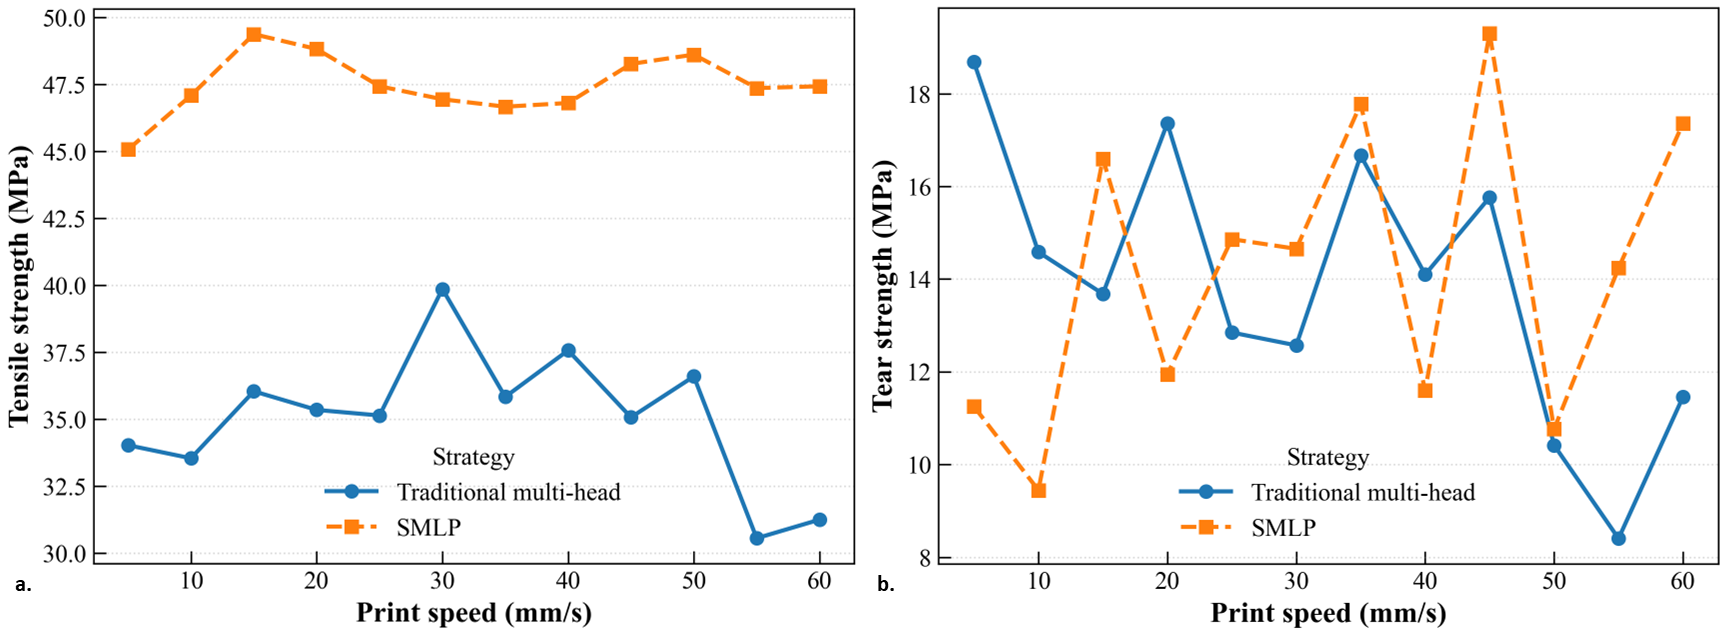 50.0
47.5
45.0
42.5
40.0
37.5
35.0
32.5
30.0
Tensile strength (MPa)
Strategy
Traditional multi-head
SMLP
10 20 30 40 50 60
Print speed (mm/s)
a.
18
16
14
12
10
8
Tear strength (MPa)
Strategy
Traditional multi-head
SMLP
10 20 30 40 50 60
Print speed (mm/s)
b.